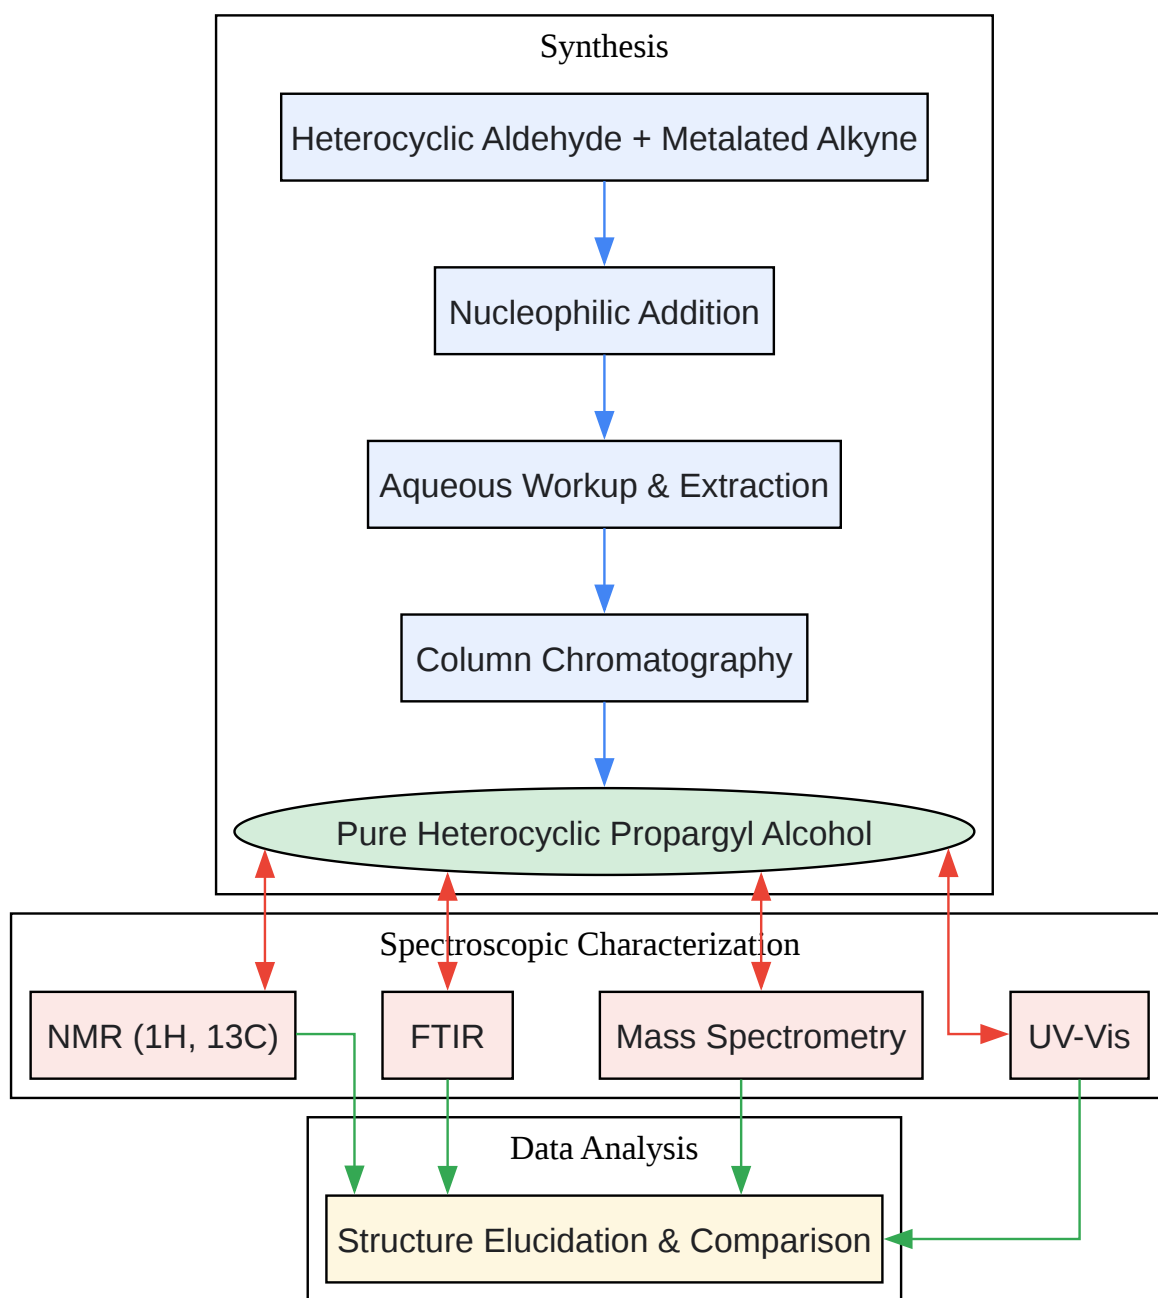 Synthesis
Heterocyclic Aldehyde + Metalated Alkyne
Nucleophilic Addition
Aqueous Workup & Extraction
Column Chromatography
Pure Heterocyclic Propargyl Alcohol
Spectroscopic Characterization
NMR (1H, 13C)
FTIR
Mass Spectrometry
UV-Vis
Data Analysis
Structure Elucidation & Comparison